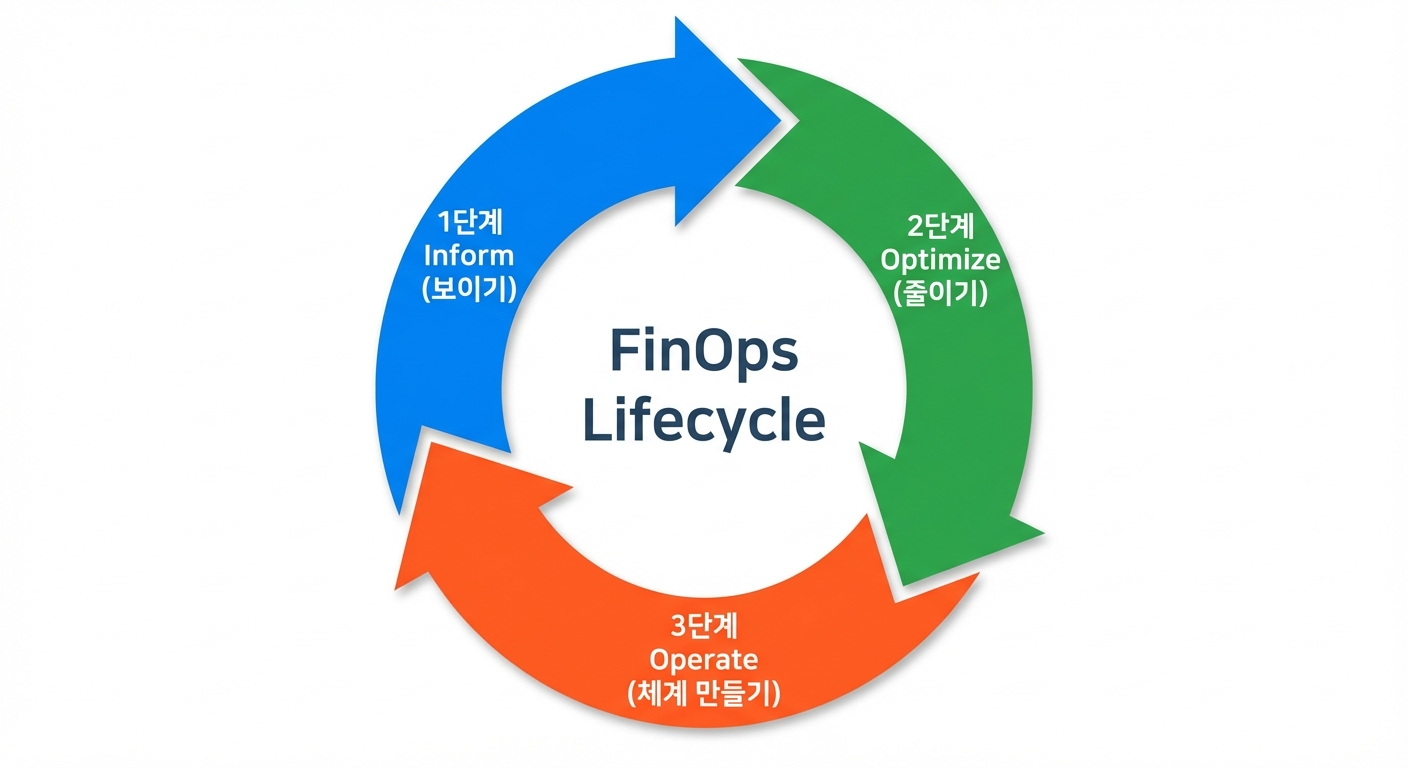 1단계
Inform
(보이기)
2단계
Optimize
(줄이기)
FinOps
Lifecycle
3단계
Operate
(체계 만들기)